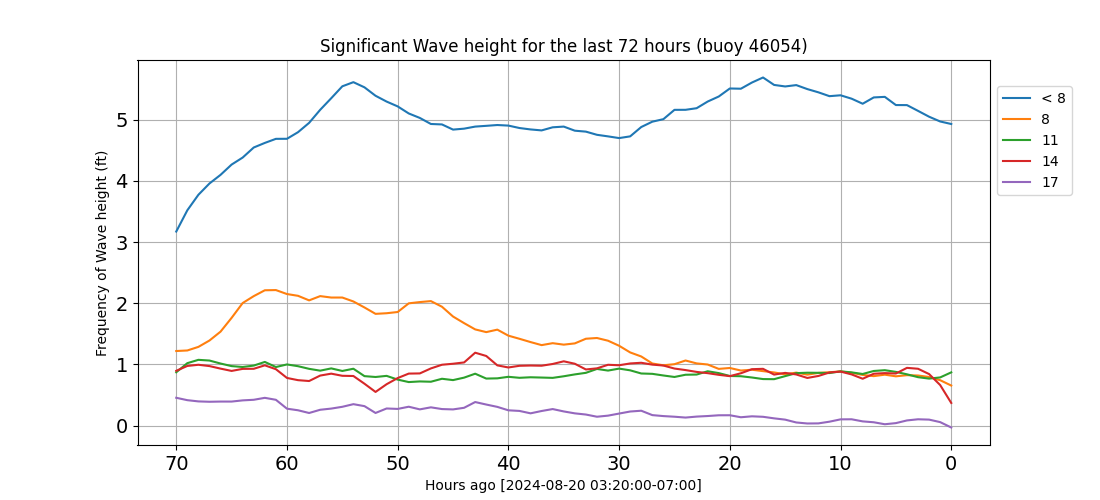 Significant Wave height for the last 72 hours (buoy 46054)
Frequency of Wave height (ft)
5
4
3
2
1
0
70 60 50 40 30 20 10 0
Hours ago [2024-08-20 03:20:00-07:00]
< 8
8
11
14
17